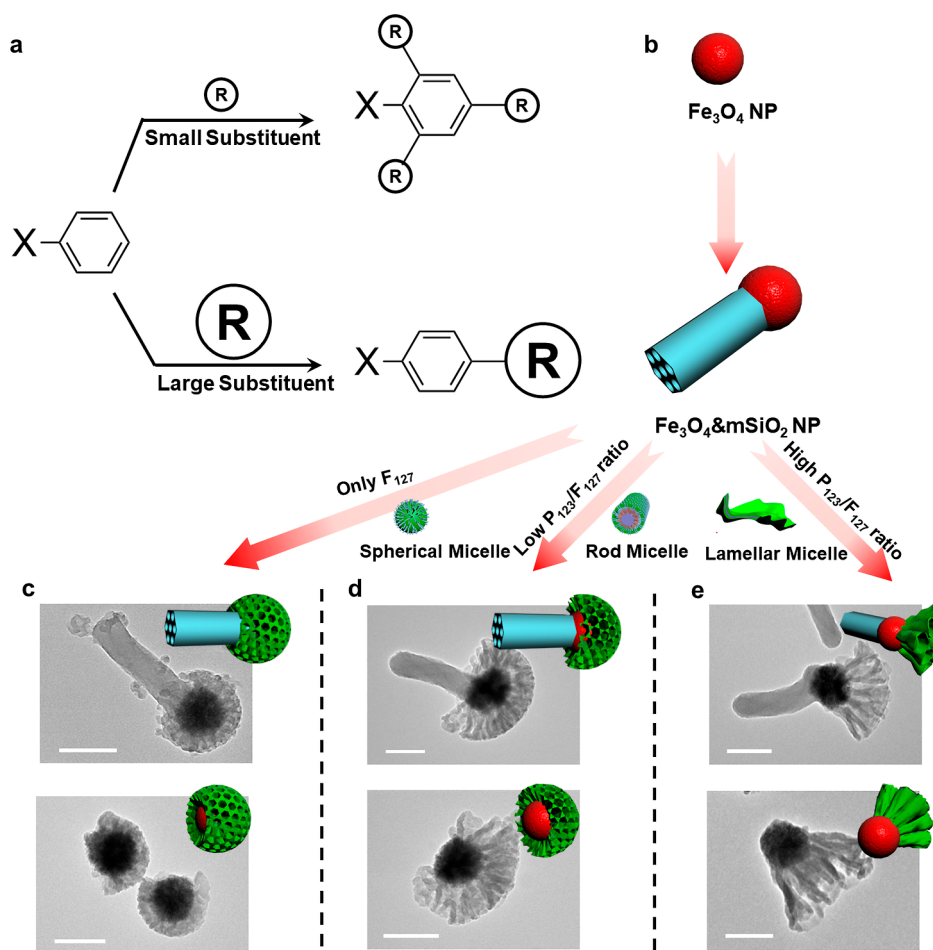 a
b
R
Small Substituent
R
X
R
R
Fe₃O₄ NP
X
R
Large Substituent
X
R
Fe₃O₄&mSiO₂ NP
Only F₁₂₇
Low P₁₂₃/F₁₂₇ ratio
High P₁₂₃/F₁₂₇ ratio
Spherical Micelle
Rod Micelle
Lamellar Micelle
c
d
e